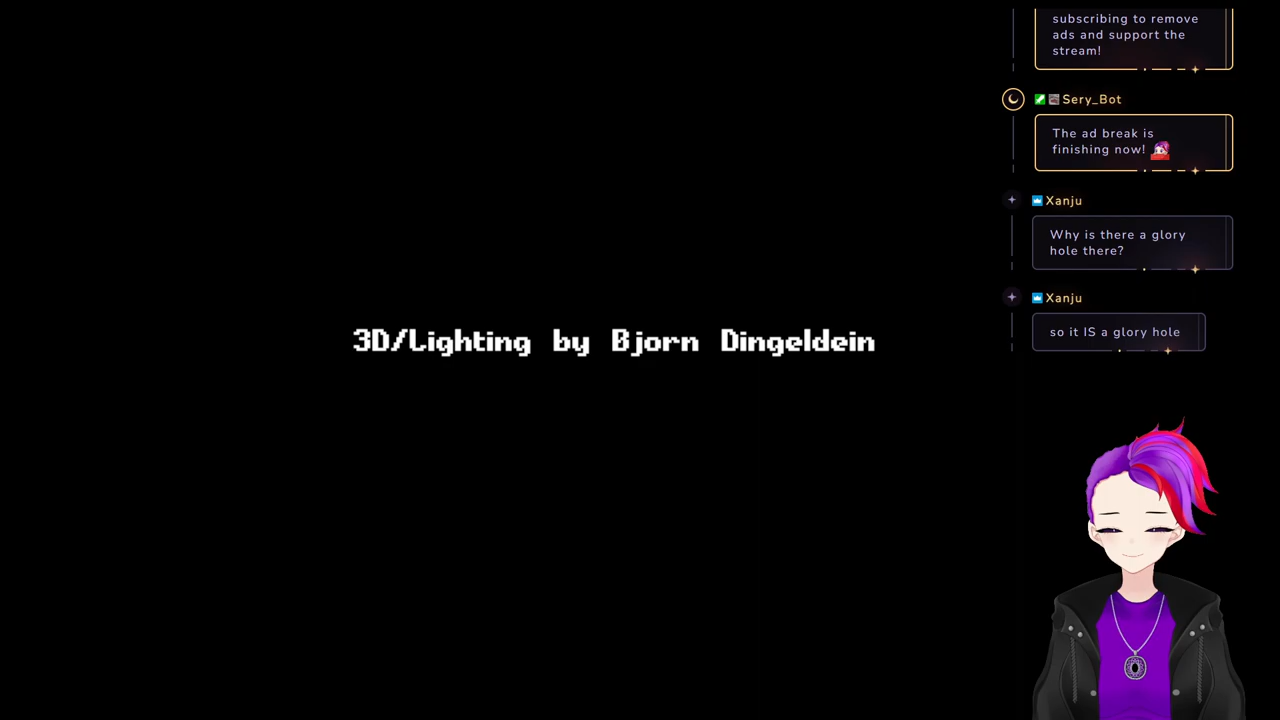 subscribing to remove
ads and support the
stream!
Sery_Bot
The ad break is
finishing now!
Xanju
Why is there a glory
hole there?
Xanju
so it IS a glory hole
3D/Lighting by Bjorn Dingeldein